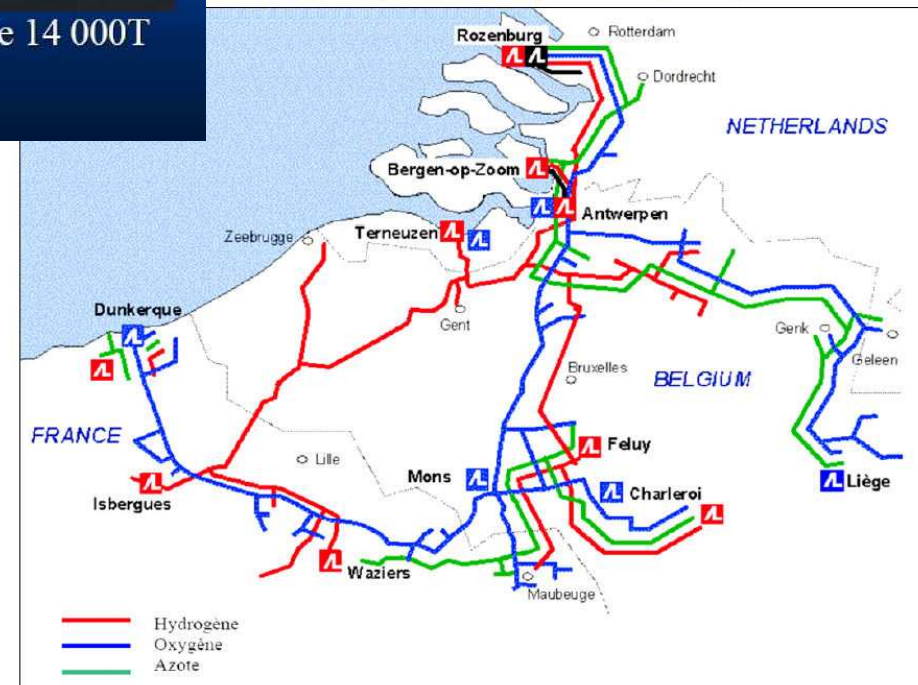 e 14 000T
Rozenburg
Rotterdam
Dordrecht
NETHERLANDS
Bergen-op-Zoom
Antwerpen
Zeebrugge
Terneuzen
Dunkerque
Gent
Genk
Geleen
Bruxelles
BELGIUM
FRANCE
Lille
Mons
Feluy
Isbergues
Charleroi
Liège
Waziers
Maubeuge
Hydrogène
Oxygène
Azote